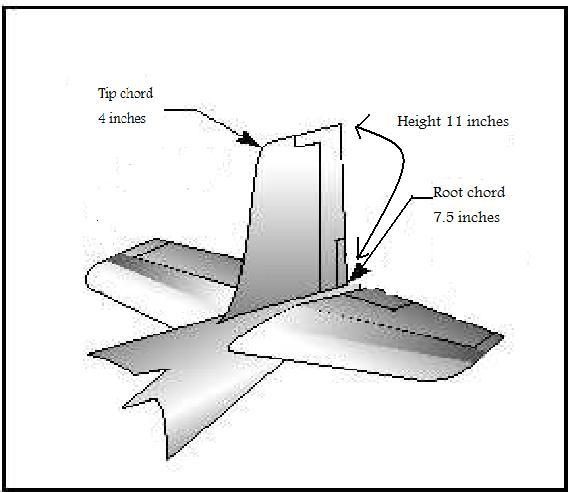 Tip chord
4 inches
Height 11 inches
Root chord
7.5 inches